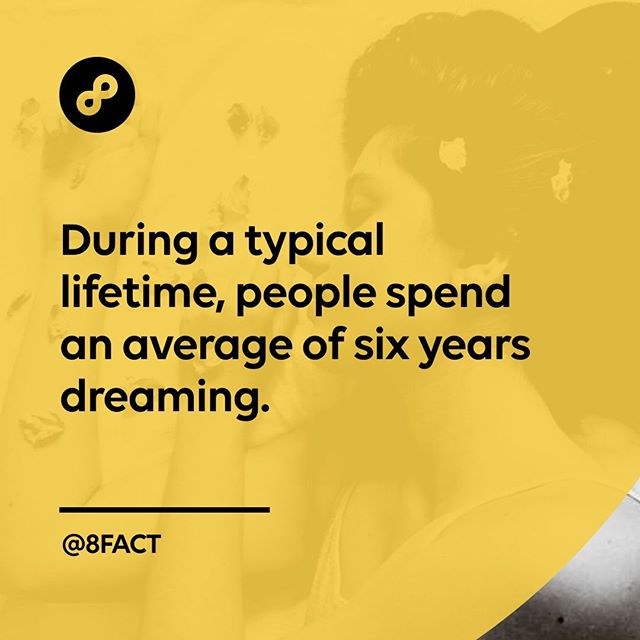 During a typical
lifetime, people spend
an average of six years
dreaming.
@8FACT